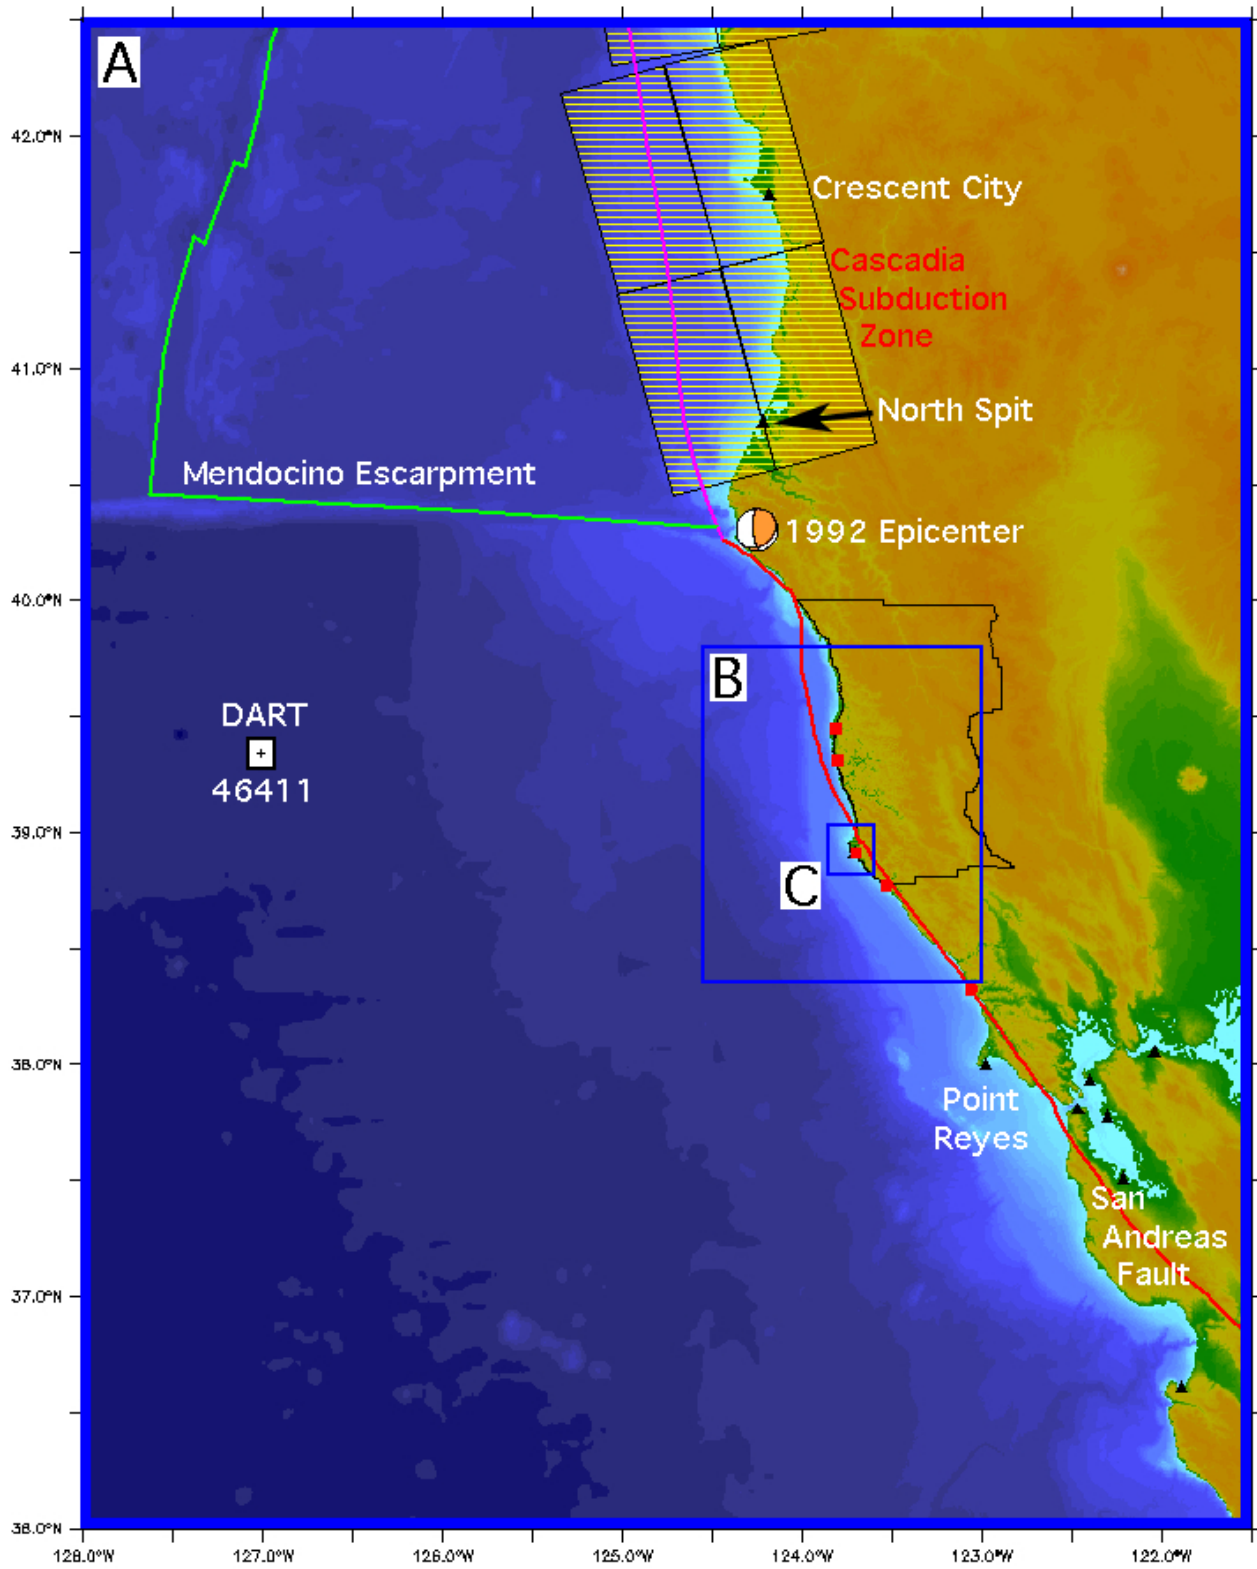 A
42.0°N
Crescent City
Cascadia
Subduction
Zone
41.0°N
North Spit
Mendocino Escarpment
1992 Epicenter
40.0°N
B
DART
46411
39.0°N
C
38.0°N
Point
Reyes
San
Andreas
Fault
37.0°N
36.0°N
128.0°W 127.0°W 126.0°W 125.0°W 124.0°W 123.0°W 122.0°W